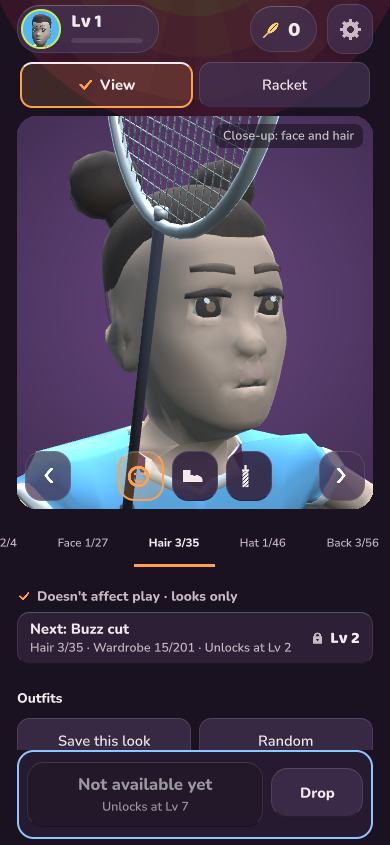 Lv 1
0
View
Racket
Close-up: face and hair
2/4
Face 1/27
Hair 3/35
Hat 1/46
Back 3/56
Doesn't affect play · looks only
Next: Buzz cut
Hair 3/35 · Wardrobe 15/201 · Unlocks at Lv 2
Lv 2
Outfits
Save this look
Random
Not available yet
Unlocks at Lv 7
Drop